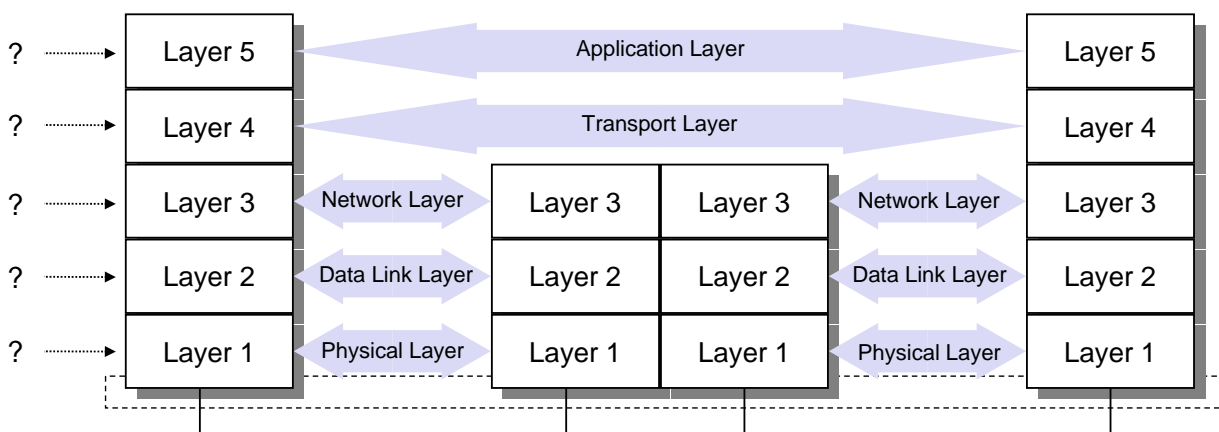 ? Layer 5 Application Layer Layer 5
? Layer 4 Transport Layer Layer 4
? Layer 3 Network Layer Layer 3 Layer 3 Network Layer Layer 3
? Layer 2 Data Link Layer Layer 2 Layer 2 Data Link Layer Layer 2
? Layer 1 Physical Layer Layer 1 Layer 1 Physical Layer Layer 1